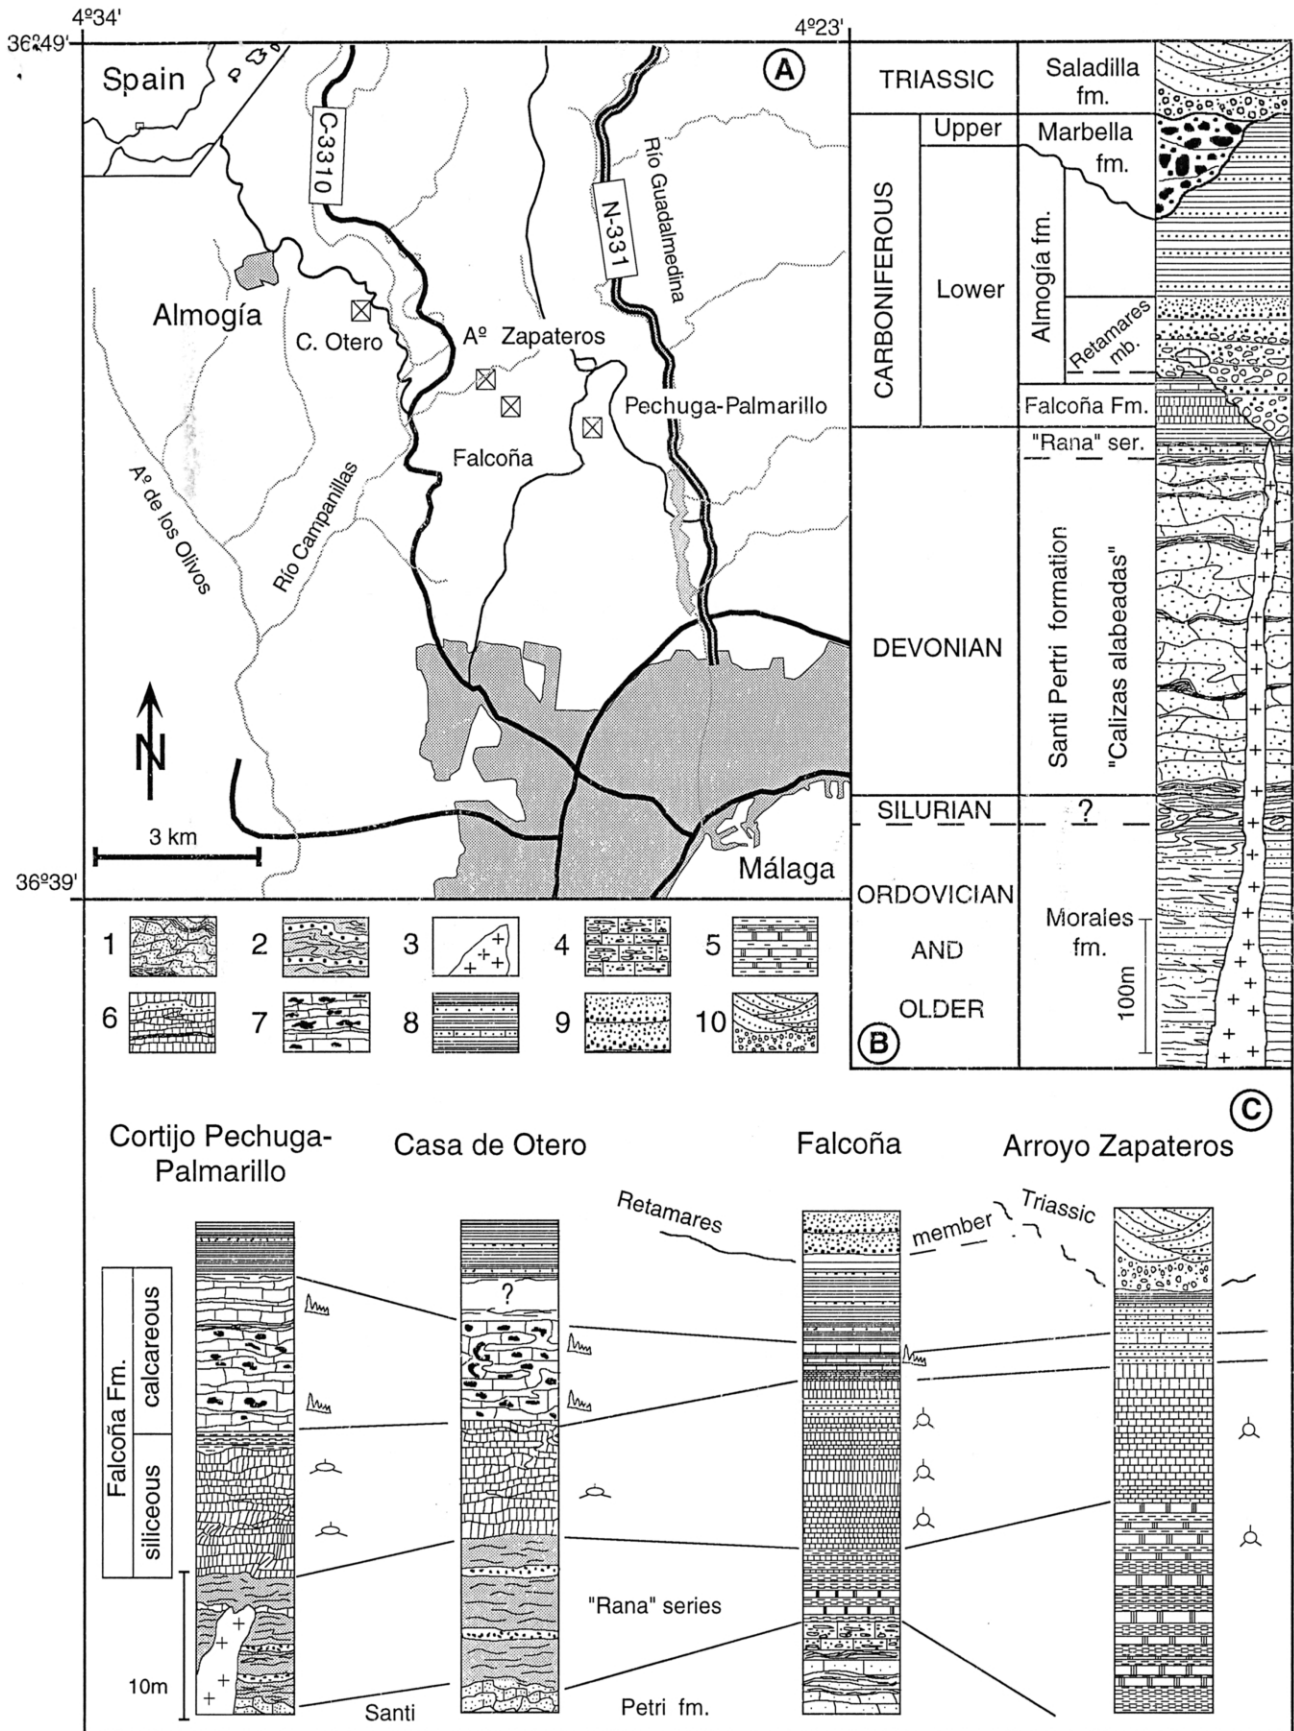 4º34'
4º23'
36º49'
Spain
A
C-3310
N-331
Río Guadalmedina
Almogía
C. Otero
Aº Zapateros
Pechuga-Palmarillo
Falcoña
Aº de los Olivos
Río Campanillas
N
3 km
Málaga
36º39'
TRIASSIC
Saladilla
fm.
CARBONIFEROUS
Upper
Marbella
fm.
Lower
Almogía fm.
Retamares
mb.
Falcoña Fm.
"Rana" ser.
DEVONIAN
Santi Pertri formation
"Calizas alabeadas"
SILURIAN
?
ORDOVICIAN
AND
OLDER
Morales
fm.
100m
B
1
2
3
4
5
6
7
8
9
10
C
Cortijo Pechuga-
Palmarillo
Casa de Otero
Falcoña
Arroyo Zapateros
Retamares
member
Triassic
Falcoña Fm.
calcareous
siliceous
?
"Rana" series
10m
Santi
Petri fm.